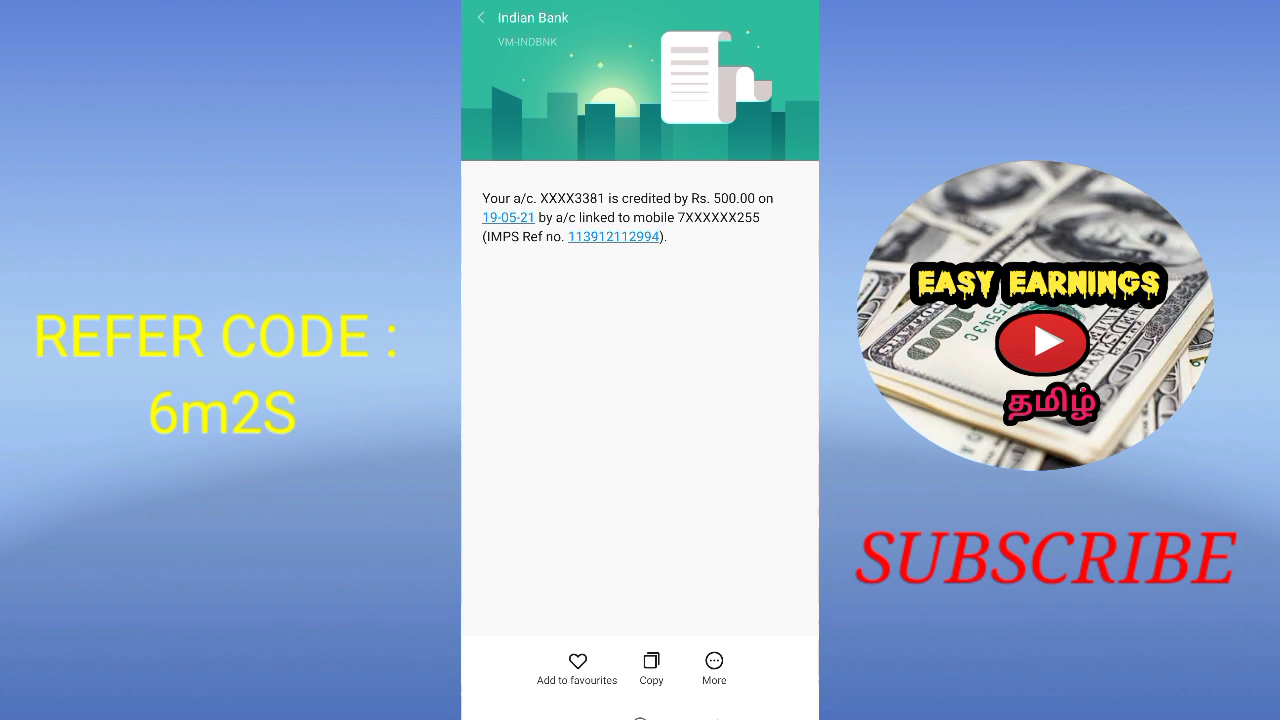 Indian Bank
VM-INDBNK
Your a/c. XXXX3381 is credited by Rs. 500.00 on
19-05-21 by a/c linked to mobile 7XXXXXX255
(IMPS Ref no. 113912112994).
Add to favourites
Copy
More
REFER CODE :
6m2S
EASY EARNINGS
தமிழ்
SUBSCRIBE